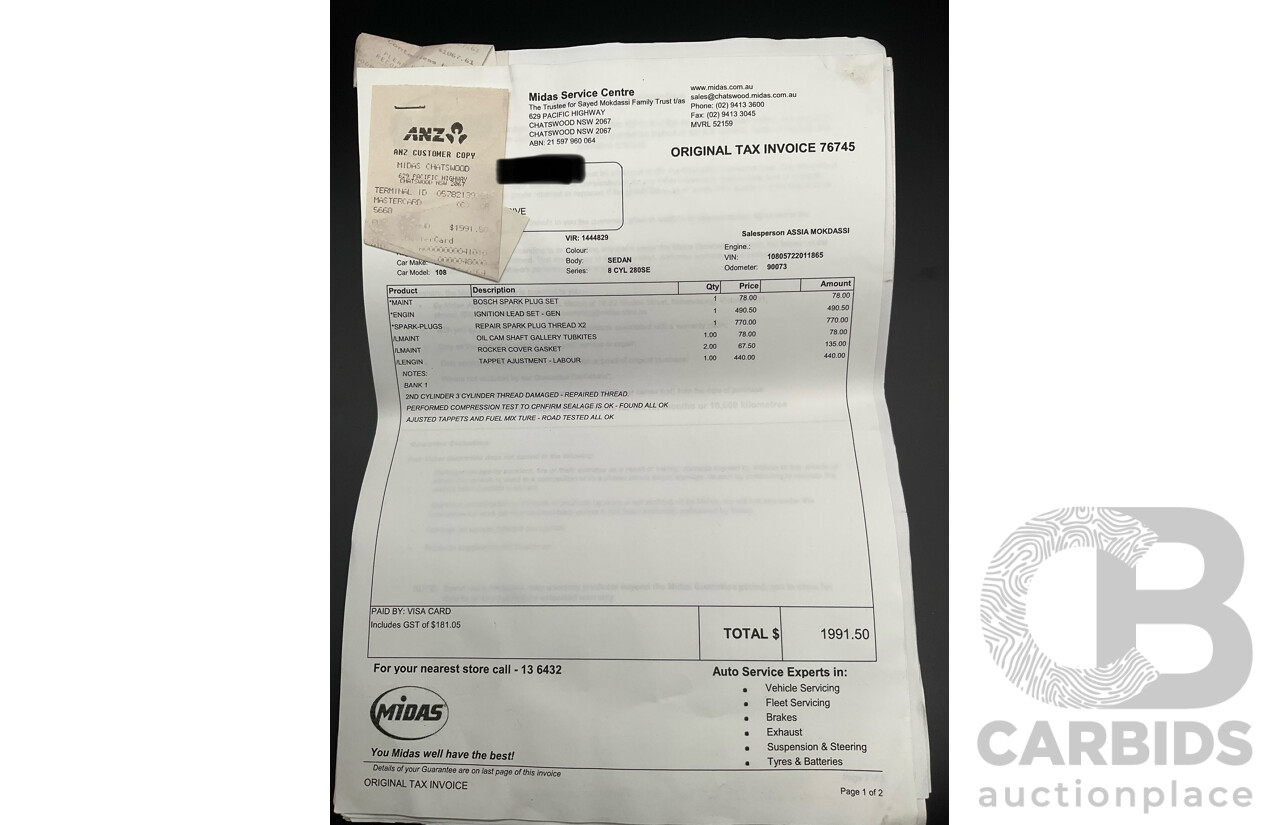 ANZ
ANZ CUSTOMER COPY
MIDAS CHATSWOOD
629 PACIFIC HIGHWAY
CHATSWOOD NSW 2067
TERMINAL ID
MASTERCARD
5668
$1991.50
Midas Service Centre
The Trustee for Sayed Mokdassi Family Trust t/as
629 PACIFIC HIGHWAY
CHATSWOOD NSW 2067
CHATSWOOD NSW 2067
ABN: 21 597 960 064
www.midas.com.au
sales@chatswood.midas.com.au
Phone: (02) 9413 3600
Fax: (02) 9413 3045
MVRL 52159
ORIGINAL TAX INVOICE 76745
Salesperson ASSIA MOKDASSI
Car Make:
Car Model: 108
VIR: 1444829
Colour:
Body: SEDAN
Series: 8 CYL 280SE
Engine.:
VIN: 10805722011865
Odometer: 90073
Product Description Qty Price Amount
*MAINT BOSCH SPARK PLUG SET 1 78.00 78.00
*ENGIN IGNITION LEAD SET - GEN 1 490.50 490.50
*SPARK-PLUGS REPAIR SPARK PLUG THREAD X2 1 770.00 770.00
/LMAINT OIL CAM SHAFT GALLERY TUBKITES 1.00 78.00 78.00
/LMAINT ROCKER COVER GASKET 2.00 67.50 135.00
/LENGIN TAPPET AJUSTMENT - LABOUR 1.00 440.00 440.00
NOTES:
BANK 1
2ND CYLINDER 3 CYLINDER THREAD DAMAGED - REPAIRED THREAD.
PERFORMED COMPRESSION TEST TO CPNFIRM SEALAGE IS OK - FOUND ALL OK
AJUSTED TAPPETS AND FUEL MIX TURE - ROAD TESTED ALL OK
PAID BY: VISA CARD
Includes GST of $181.05
TOTAL $ 1991.50
For your nearest store call - 13 6432
MIDAS
You Midas well have the best!
Details of your Guarantee are on last page of this invoice
ORIGINAL TAX INVOICE
Auto Service Experts in:
Vehicle Servicing
Fleet Servicing
Brakes
Exhaust
Suspension & Steering
Tyres & Batteries
Page 1 of 2
CB
CARBIDS
auctionplace